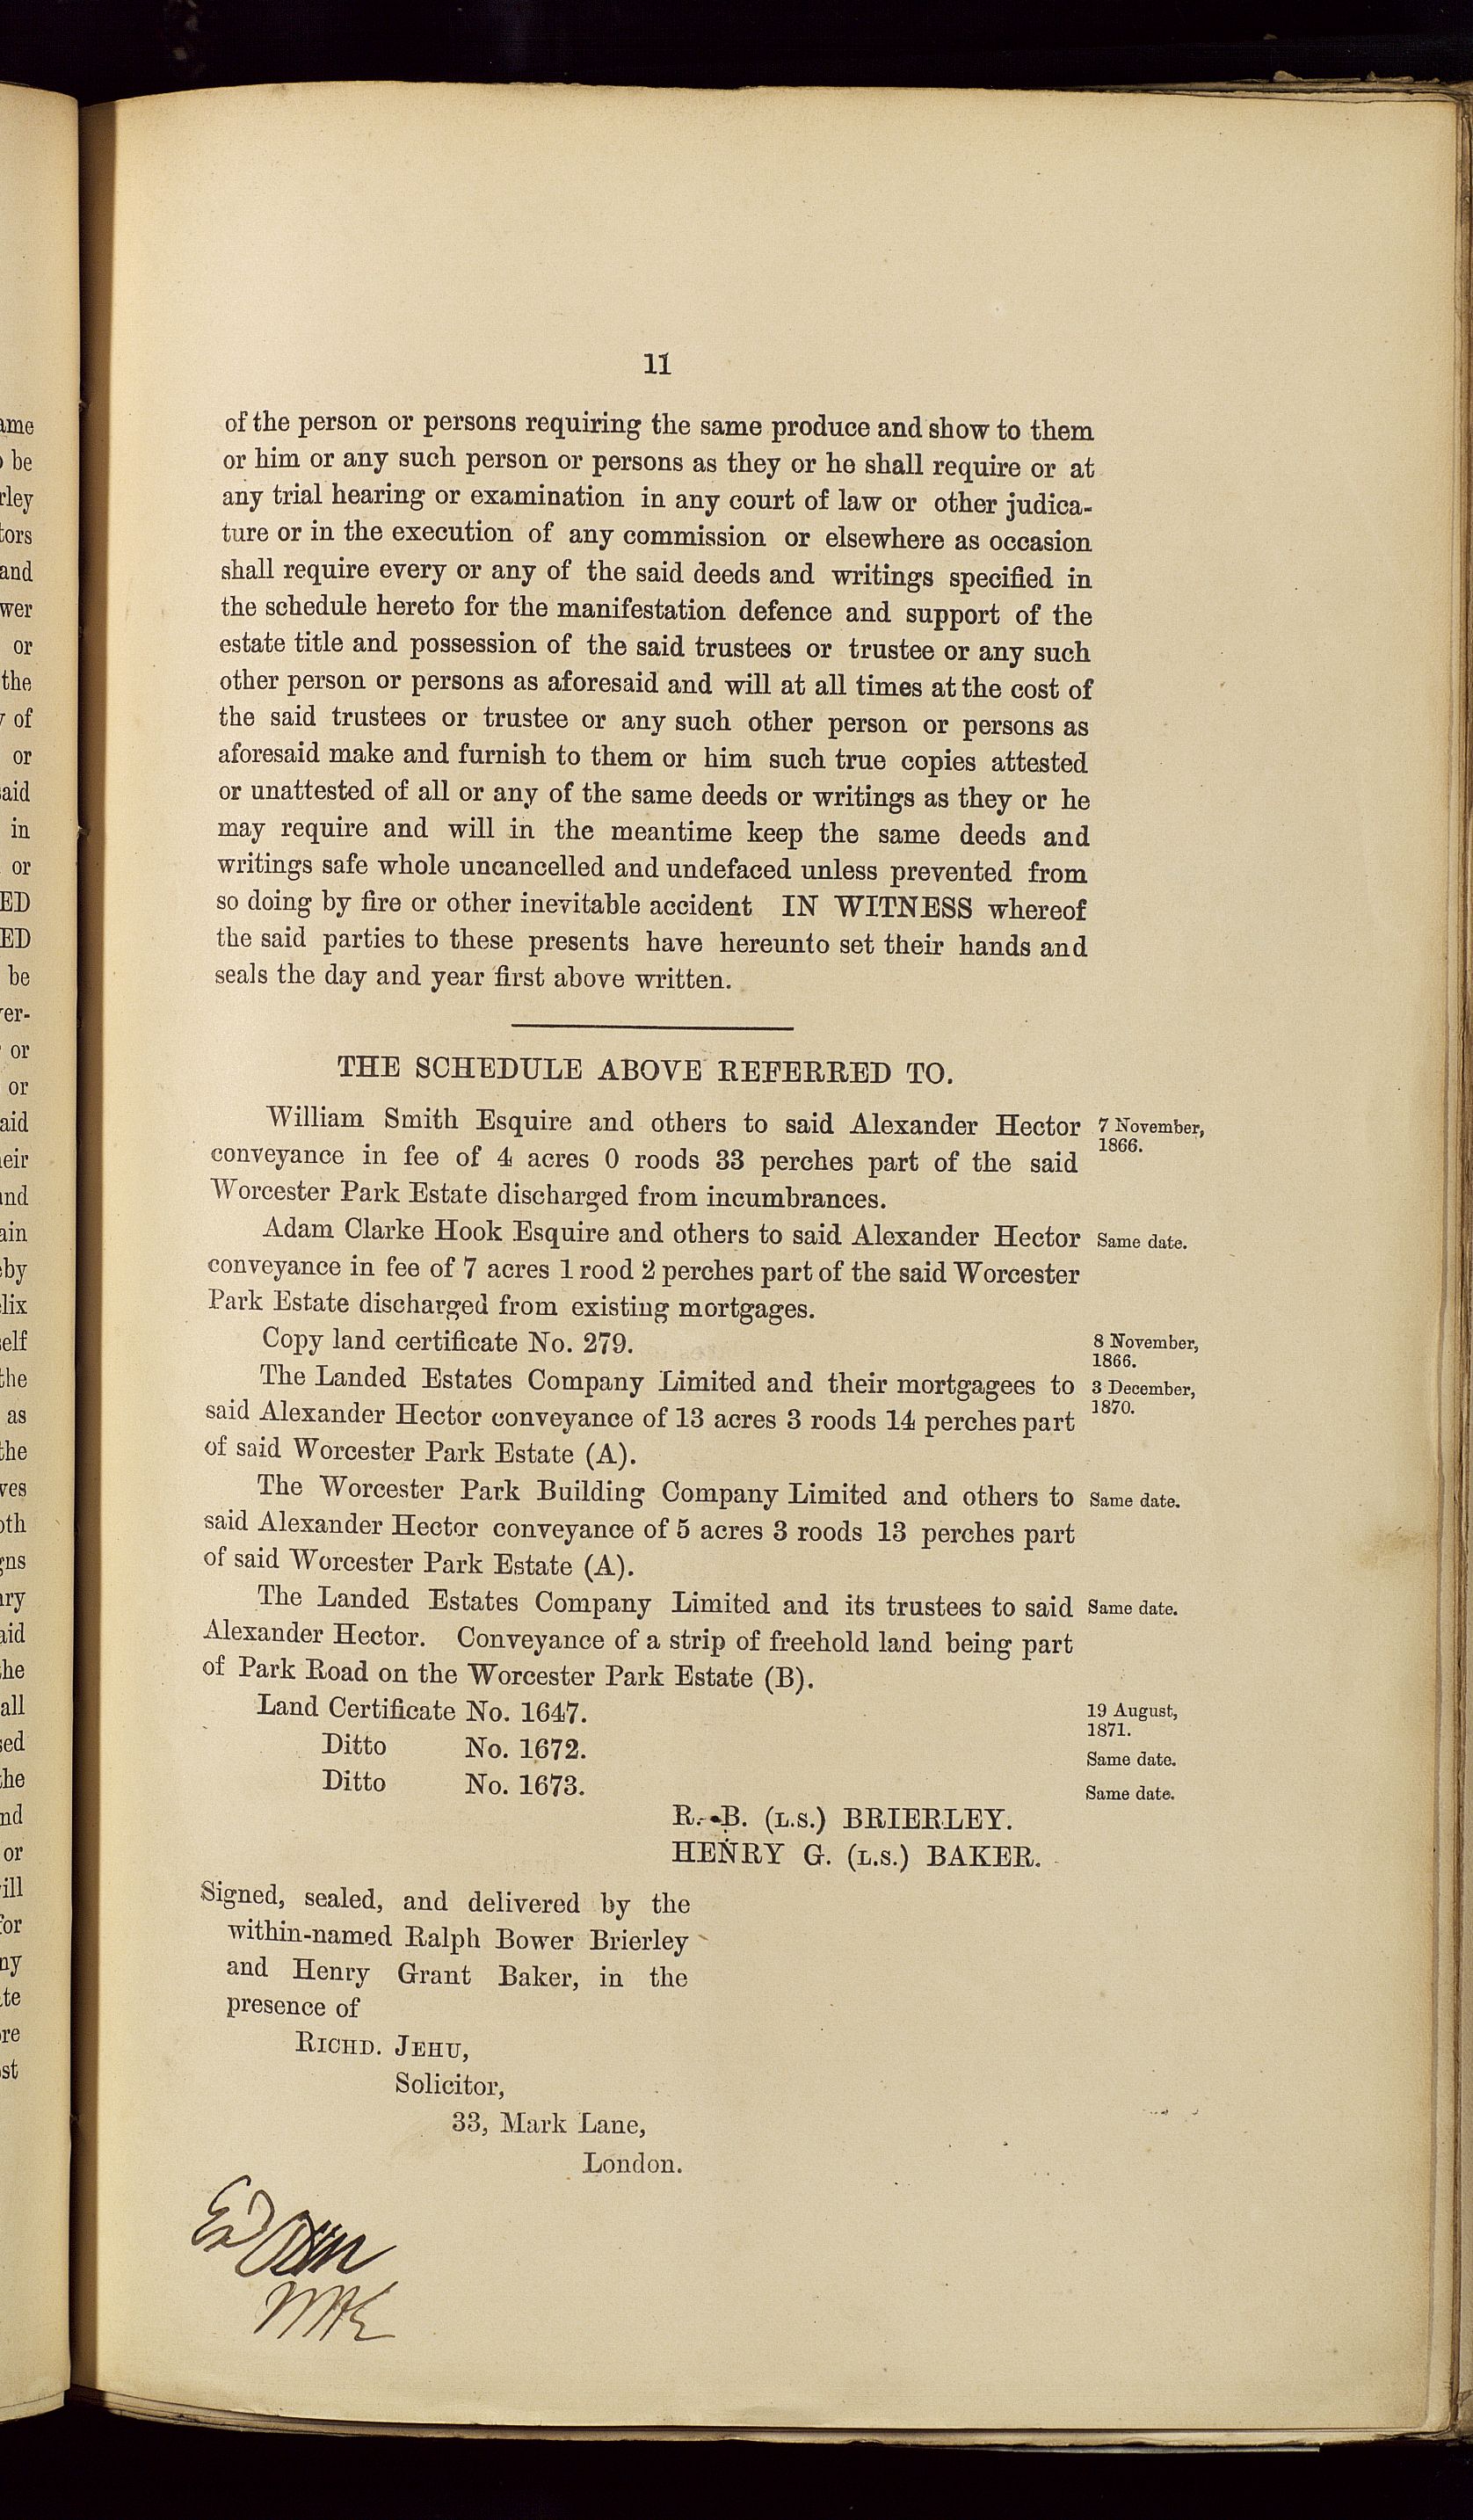 11
of the person or persons requiring the same produce and show to them
or him or any such person or persons as they or he shall require or at
any trial hearing or examination in any court of law or other judica-
ture or in the execution of any commission or elsewhere as occasion
shall require every or any of the said deeds and writings specified in
the schedule hereto for the manifestation defence and support of the
estate title and possession of the said trustees or trustee or any such
other person or persons as aforesaid and will at all times at the cost of
the said trustees or trustee or any such other person or persons as
aforesaid make and furnish to them or him such true copies attested
or unattested of all or any of the same deeds or writings as they or he
may require and will in the meantime keep the same deeds and
writings safe whole uncancelled and undefaced unless prevented from
so doing by fire or other inevitable accident IN WITNESS whereof
the said parties to these presents have hereunto set their hands and
seals the day and year first above written.
THE SCHEDULE ABOVE REFERRED TO.
William Smith Esquire and others to said Alexander Hector 7 November,
1866.
conveyance in fee of 4 acres 0 roods 33 perches part of the said
Worcester Park Estate discharged from incumbrances.
Adam Clarke Hook Esquire and others to said Alexander Hector Same date.
conveyance in fee of 7 acres 1 rood 2 perches part of the said Worcester
Park Estate discharged from existing mortgages.
Copy land certificate No. 279. 8 November,
1866.
The Landed Estates Company Limited and their mortgagees to 3 December,
1870.
said Alexander Hector conveyance of 13 acres 3 roods 14 perches part
of said Worcester Park Estate (A).
The Worcester Park Building Company Limited and others to Same date.
said Alexander Hector conveyance of 5 acres 3 roods 13 perches part
of said Worcester Park Estate (A).
The Landed Estates Company Limited and its trustees to said Same date.
Alexander Hector. Conveyance of a strip of freehold land being part
of Park Road on the Worcester Park Estate (B).
Land Certificate No. 1647. 19 August,
1871.
Ditto No. 1672. Same date.
Ditto No. 1673. Same date.
R. B. (L.S.) BRIERLEY.
HENRY G. (L.S.) BAKER.
Signed, sealed, and delivered by the
within-named Ralph Bower Brierley
and Henry Grant Baker, in the
presence of
RICHD. JEHU,
Solicitor,
33, Mark Lane,
London.